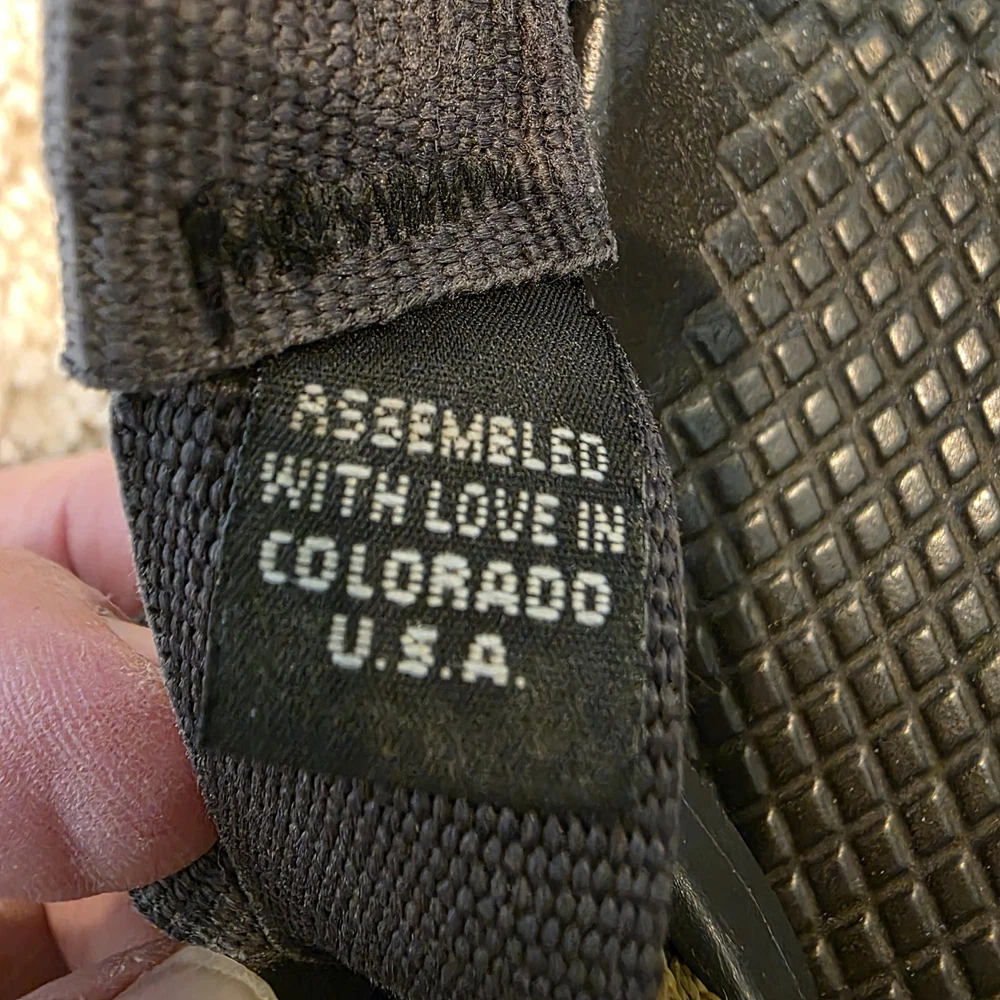 ASSEMBLED
WITH LOVE IN
COLORADO
U.S.A.